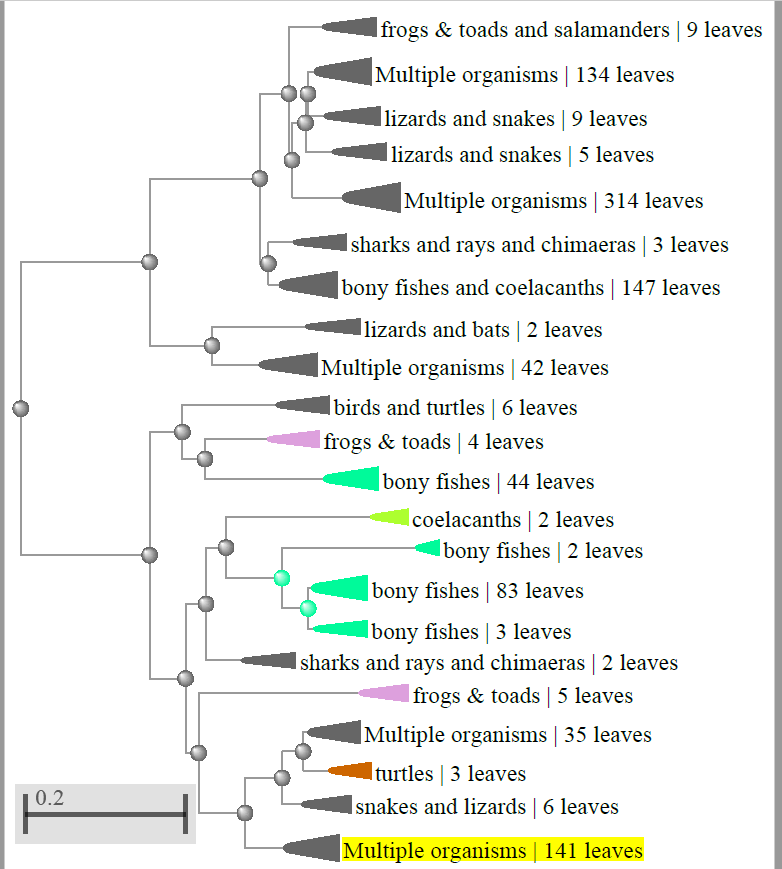 frogs & toads and salamanders | 9 leaves
Multiple organisms | 134 leaves
lizards and snakes | 9 leaves
lizards and snakes | 5 leaves
Multiple organisms | 314 leaves
sharks and rays and chimaeras | 3 leaves
bony fishes and coelacanths | 147 leaves
lizards and bats | 2 leaves
Multiple organisms | 42 leaves
birds and turtles | 6 leaves
frogs & toads | 4 leaves
bony fishes | 44 leaves
coelacanths | 2 leaves
bony fishes | 2 leaves
bony fishes | 83 leaves
bony fishes | 3 leaves
sharks and rays and chimaeras | 2 leaves
frogs & toads | 5 leaves
Multiple organisms | 35 leaves
turtles | 3 leaves
snakes and lizards | 6 leaves
Multiple organisms | 141 leaves
0.2